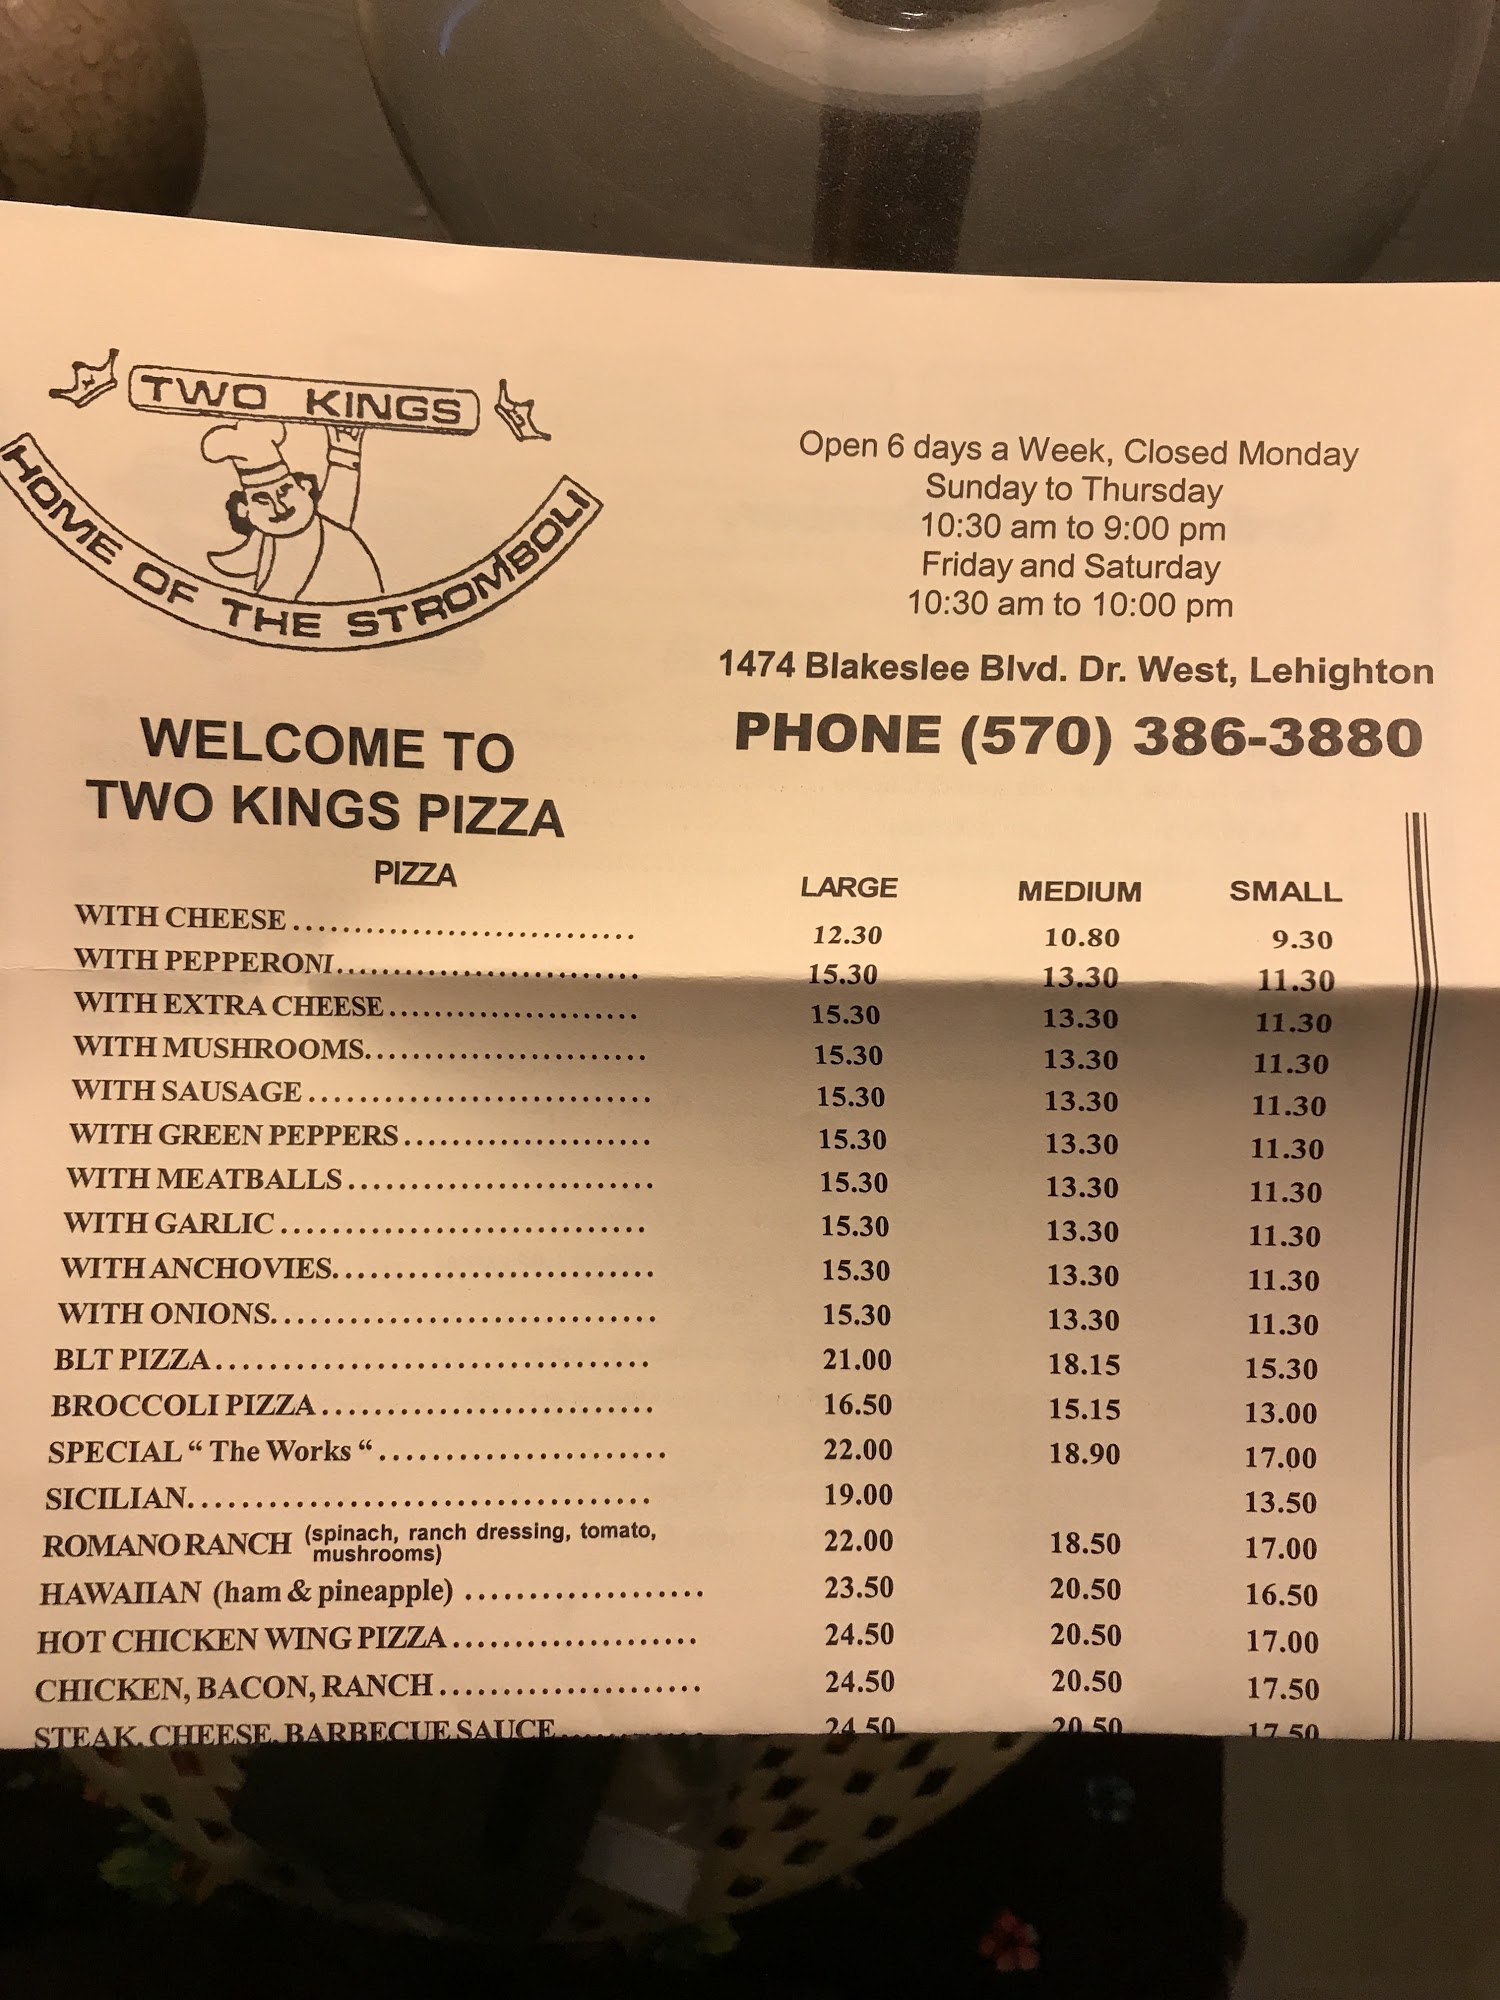 TWO KINGS
HOME OF THE STROMBOLI
Open 6 days a Week, Closed Monday
Sunday to Thursday
10:30 am to 9:00 pm
Friday and Saturday
10:30 am to 10:00 pm
1474 Blakeslee Blvd. Dr. West, Lehighton
PHONE (570) 386-3880
WELCOME TO
TWO KINGS PIZZA
PIZZA LARGE MEDIUM SMALL
WITH CHEESE 12.30 10.80 9.30
WITH PEPPERONI 15.30 13.30 11.30
WITH EXTRA CHEESE 15.30 13.30 11.30
WITH MUSHROOMS 15.30 13.30 11.30
WITH SAUSAGE 15.30 13.30 11.30
WITH GREEN PEPPERS 15.30 13.30 11.30
WITH MEATBALLS 15.30 13.30 11.30
WITH GARLIC 15.30 13.30 11.30
WITH ANCHOVIES 15.30 13.30 11.30
WITH ONIONS 15.30 13.30 11.30
BLT PIZZA 21.00 18.15 15.30
BROCCOLI PIZZA 16.50 15.15 13.00
SPECIAL “ The Works “ 22.00 18.90 17.00
SICILIAN 19.00 13.50
ROMANO RANCH (spinach, ranch dressing, tomato, mushrooms) 22.00 18.50 17.00
HAWAIIAN (ham & pineapple) 23.50 20.50 16.50
HOT CHICKEN WING PIZZA 24.50 20.50 17.00
CHICKEN, BACON, RANCH 24.50 20.50 17.50
STEAK, CHEESE, BARBECUE SAUCE 24.50 20.50 17.50